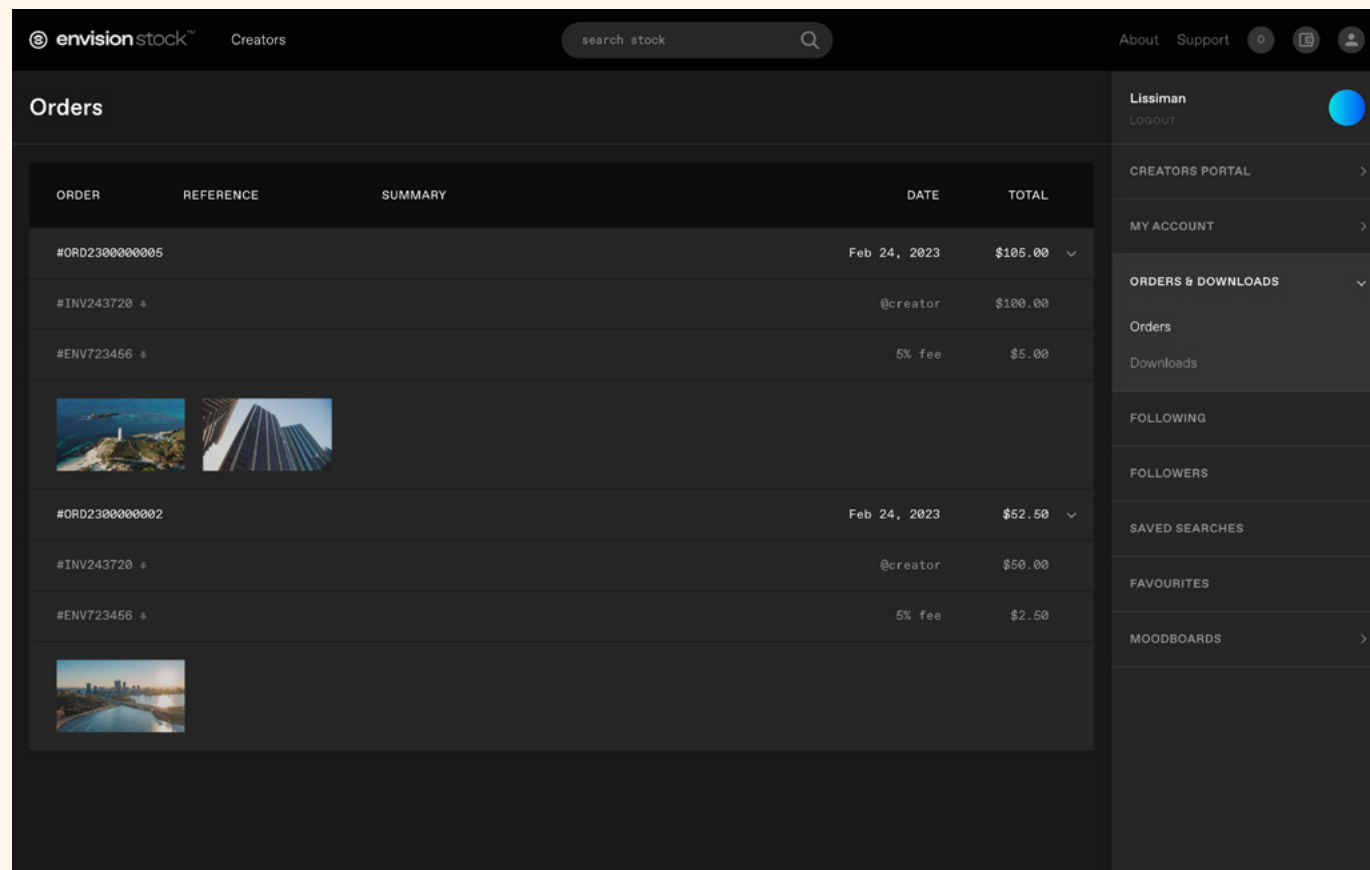 envision stock™ Creators search stock About Support 0
Orders
Lissiman
LOGOUT
ORDER REFERENCE SUMMARY DATE TOTAL
#ORD2300000005 Feb 24, 2023 $105.00
#INV243720 @creator $100.00
#ENV723456 5% fee $5.00
#ORD2300000002 Feb 24, 2023 $52.50
#INV243720 @creator $50.00
#ENV723456 5% fee $2.50
CREATORS PORTAL
MY ACCOUNT
ORDERS & DOWNLOADS
Orders
Downloads
FOLLOWING
FOLLOWERS
SAVED SEARCHES
FAVOURITES
MOODBOARDS